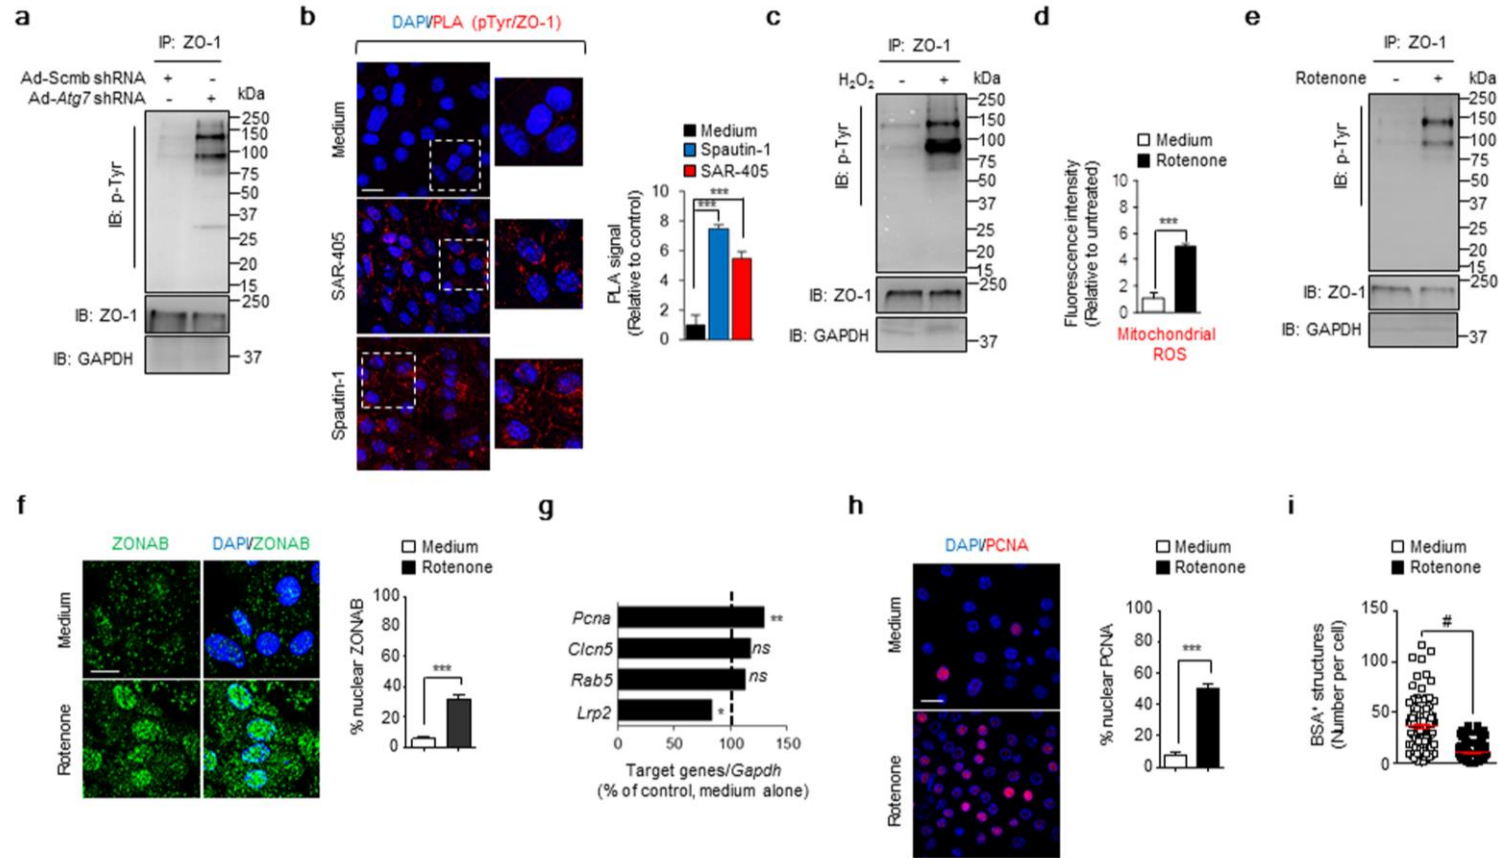 a
IP: ZO-1
Ad-Scmb shRNA + -
Ad-Atg7 shRNA - + kDa
250
150
100
75
50
37
25
20
15
IB: p-Tyr
250
IB: ZO-1
IB: GAPDH
37
b
DAPI/PLA (pTyr/ZO-1)
Medium
SAR-405
Spautin-1
Medium
Spautin-1
SAR-405
10
8
6
4
2
0
***
***
PLA signal
(Relative to control)
c
IP: ZO-1
H₂O₂ - + kDa
250
150
100
75
50
37
25
20
15
IB: p-Tyr
250
IB: ZO-1
IB: GAPDH
37
d
Medium
Rotenone
10
8
6
4
2
0
***
Fluorescence intensity
(Relative to untreated)
Mitochondrial
ROS
e
IP: ZO-1
Rotenone - + kDa
250
150
100
75
50
37
25
20
15
IB: p-Tyr
250
IB: ZO-1
IB: GAPDH
37
f
ZONAB DAPI/ZONAB
Medium
Rotenone
Medium
Rotenone
100
80
60
40
20
0
***
% nuclear ZONAB
g
Pcna **
Clcn5 ns
Rab5 ns
Lrp2 *
0 50 100 150
Target genes/Gapdh
(% of control, medium alone)
h
DAPI/PCNA
Medium
Rotenone
Medium
Rotenone
100
80
60
40
20
0
***
% nuclear PCNA
i
Medium
Rotenone
150
100
50
0
#
BSA⁺ structures
(Number per cell)